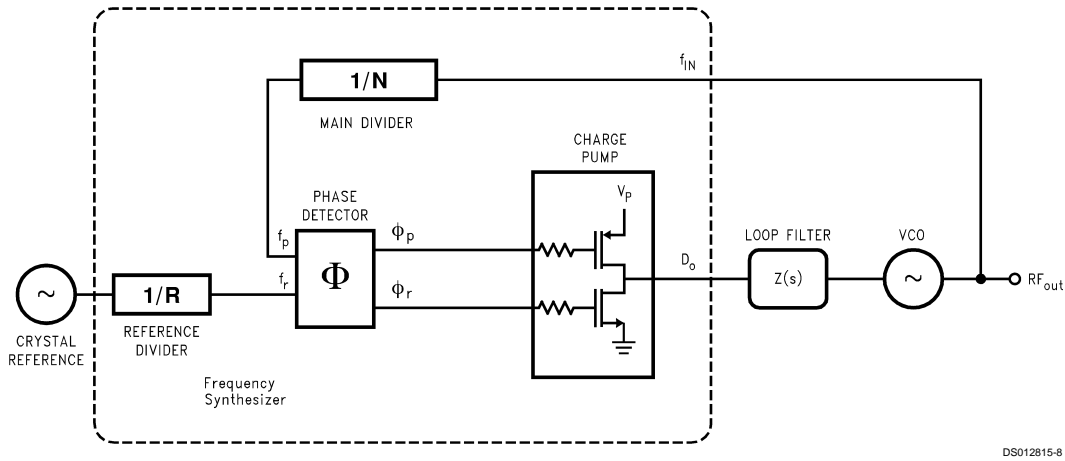 f_IN
1/N
MAIN DIVIDER
CHARGE
PUMP
V_P
PHASE
DETECTOR
f_p
ϕ_p
LOOP FILTER
VCO
D_o
Φ
Z(s)
~
RF_out
f_r
ϕ_r
~
1/R
CRYSTAL
REFERENCE
REFERENCE
DIVIDER
Frequency
Synthesizer
DS012815-8